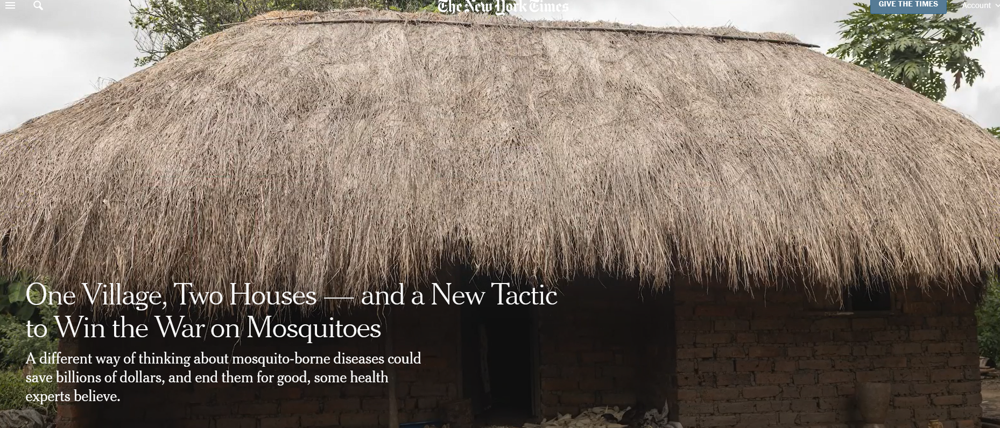 The New York Times
GIVE THE TIMES
Account
One Village, Two Houses — and a New Tactic
to Win the War on Mosquitoes
A different way of thinking about mosquito-borne diseases could
save billions of dollars, and end them for good, some health
experts believe.